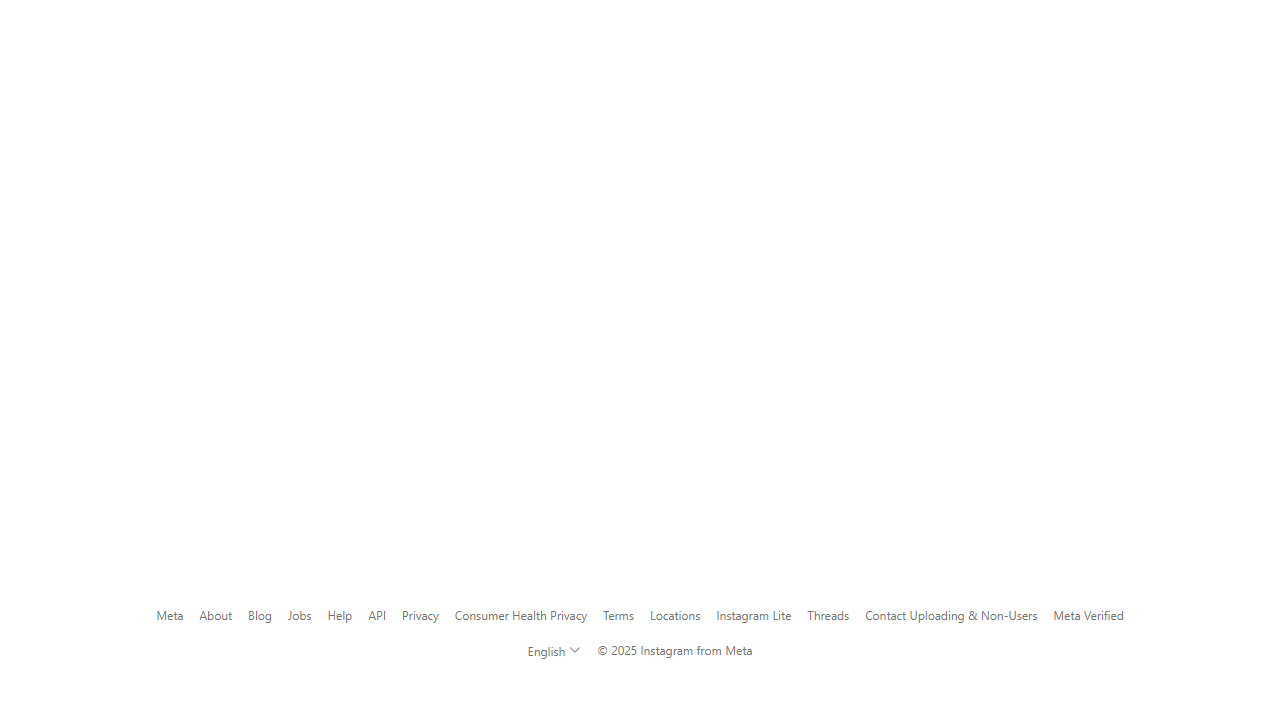 Meta About Blog Jobs Help API Privacy Consumer Health Privacy Terms Locations Instagram Lite Threads Contact Uploading & Non-Users Meta Verified
English © 2025 Instagram from Meta